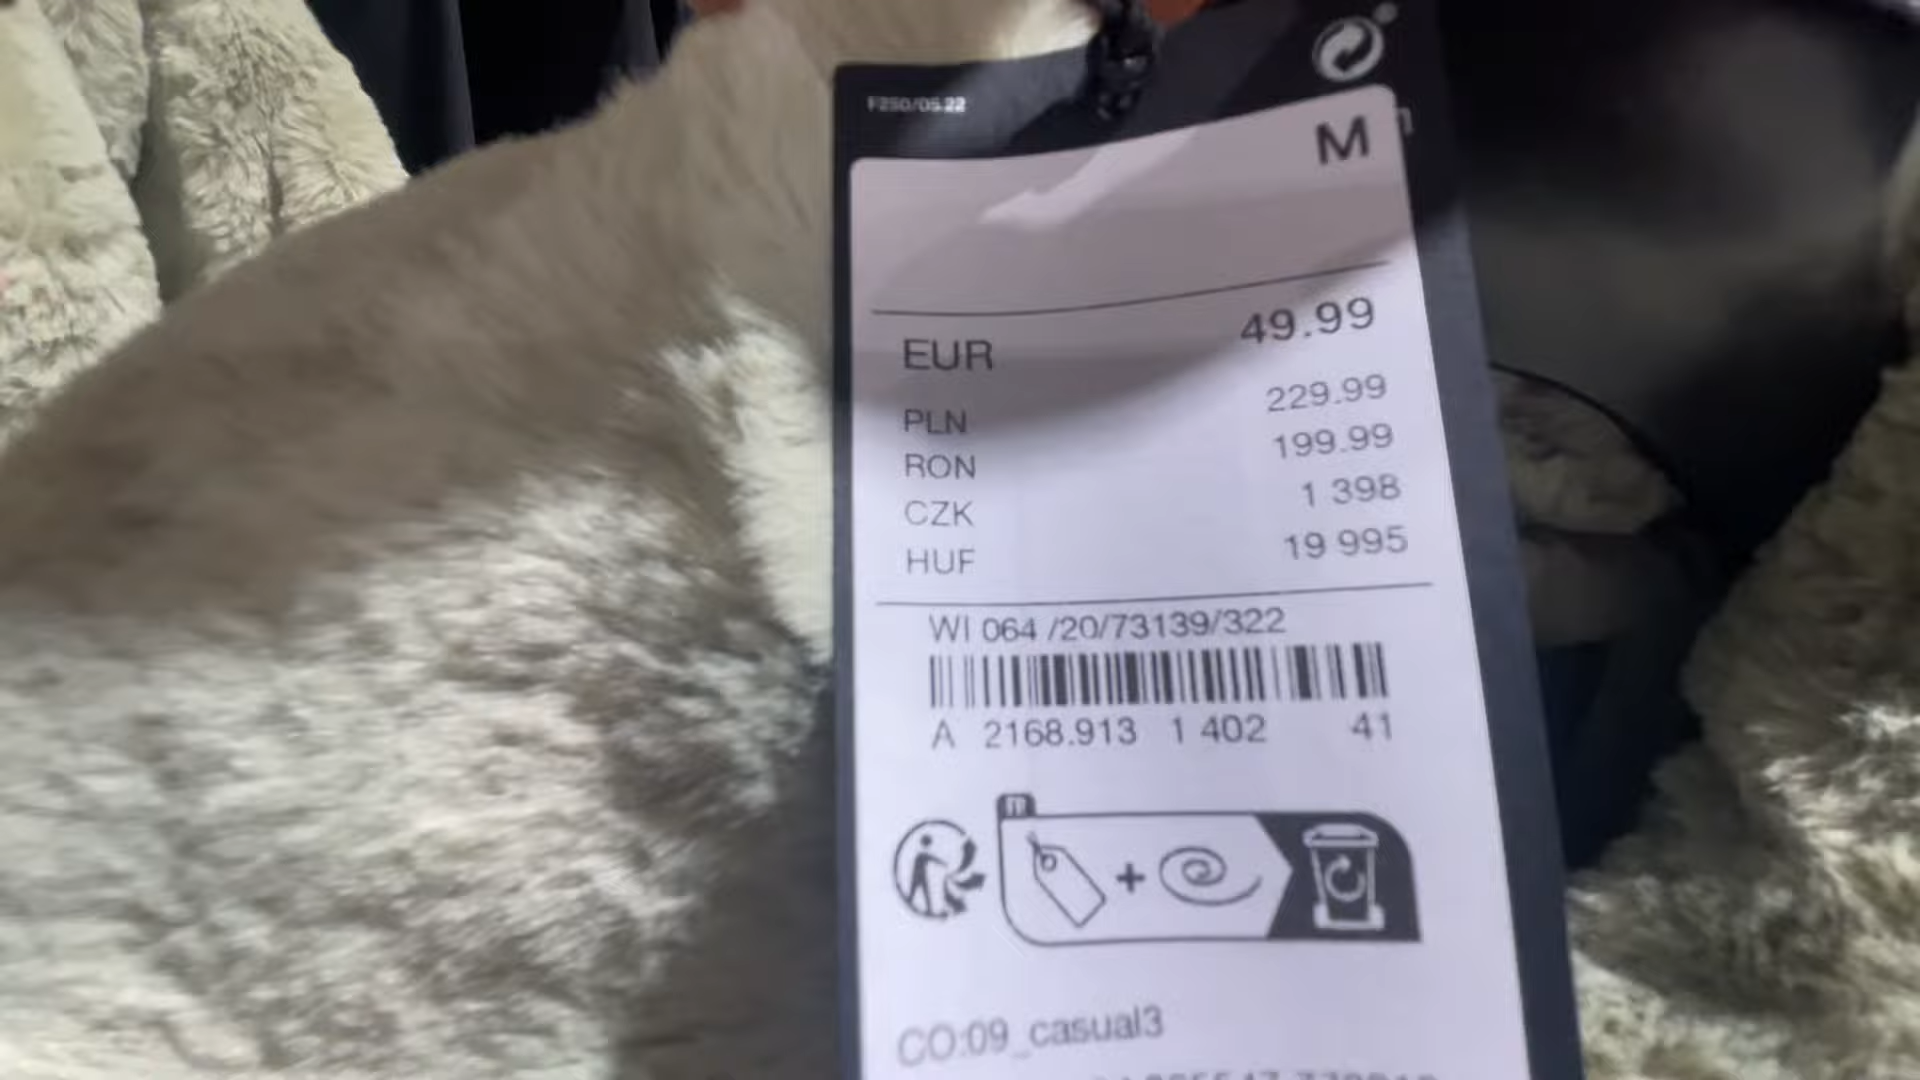 F250/05.22
M
EUR 49.99
PLN 229.99
RON 199.99
CZK 1 398
HUF 19 995
WI 064 /20/73139/322
A 2168.913 1 402 41
CO:09_casual3